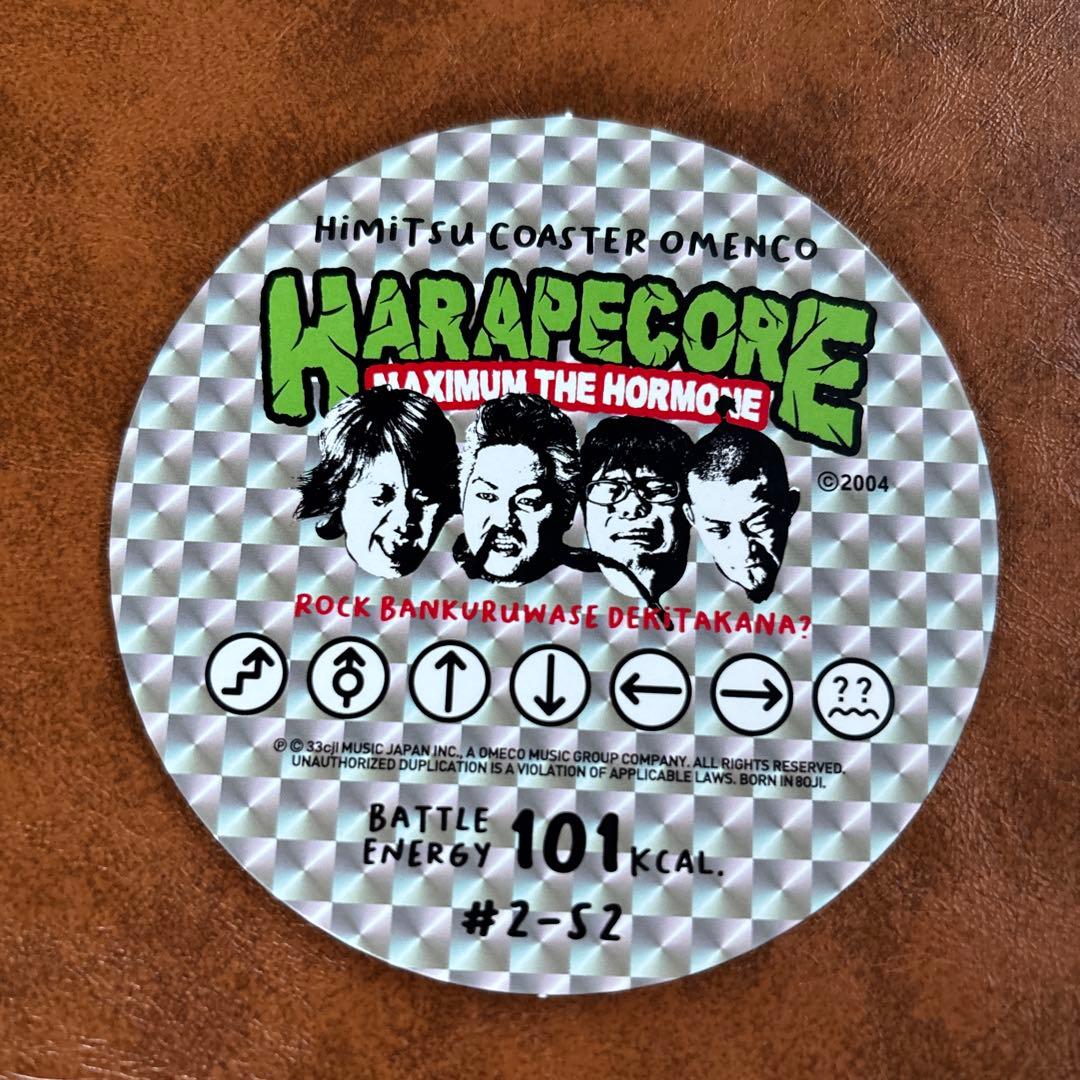 HiMiTSU COASTER OMENCO
HARAPECORE
MAXIMUM THE HORMONE
©2004
ROCK BANKURUWASE DEKiTAKANA?
??
Ⓟ © 33cjl MUSIC JAPAN INC., A OMECO MUSIC GROUP COMPANY. ALL RIGHTS RESERVED.
UNAUTHORIZED DUPLICATION IS A VIOLATION OF APPLICABLE LAWS. BORN IN 80JI.
BATTLE
ENERGY 101 KCAL.
#2-S2